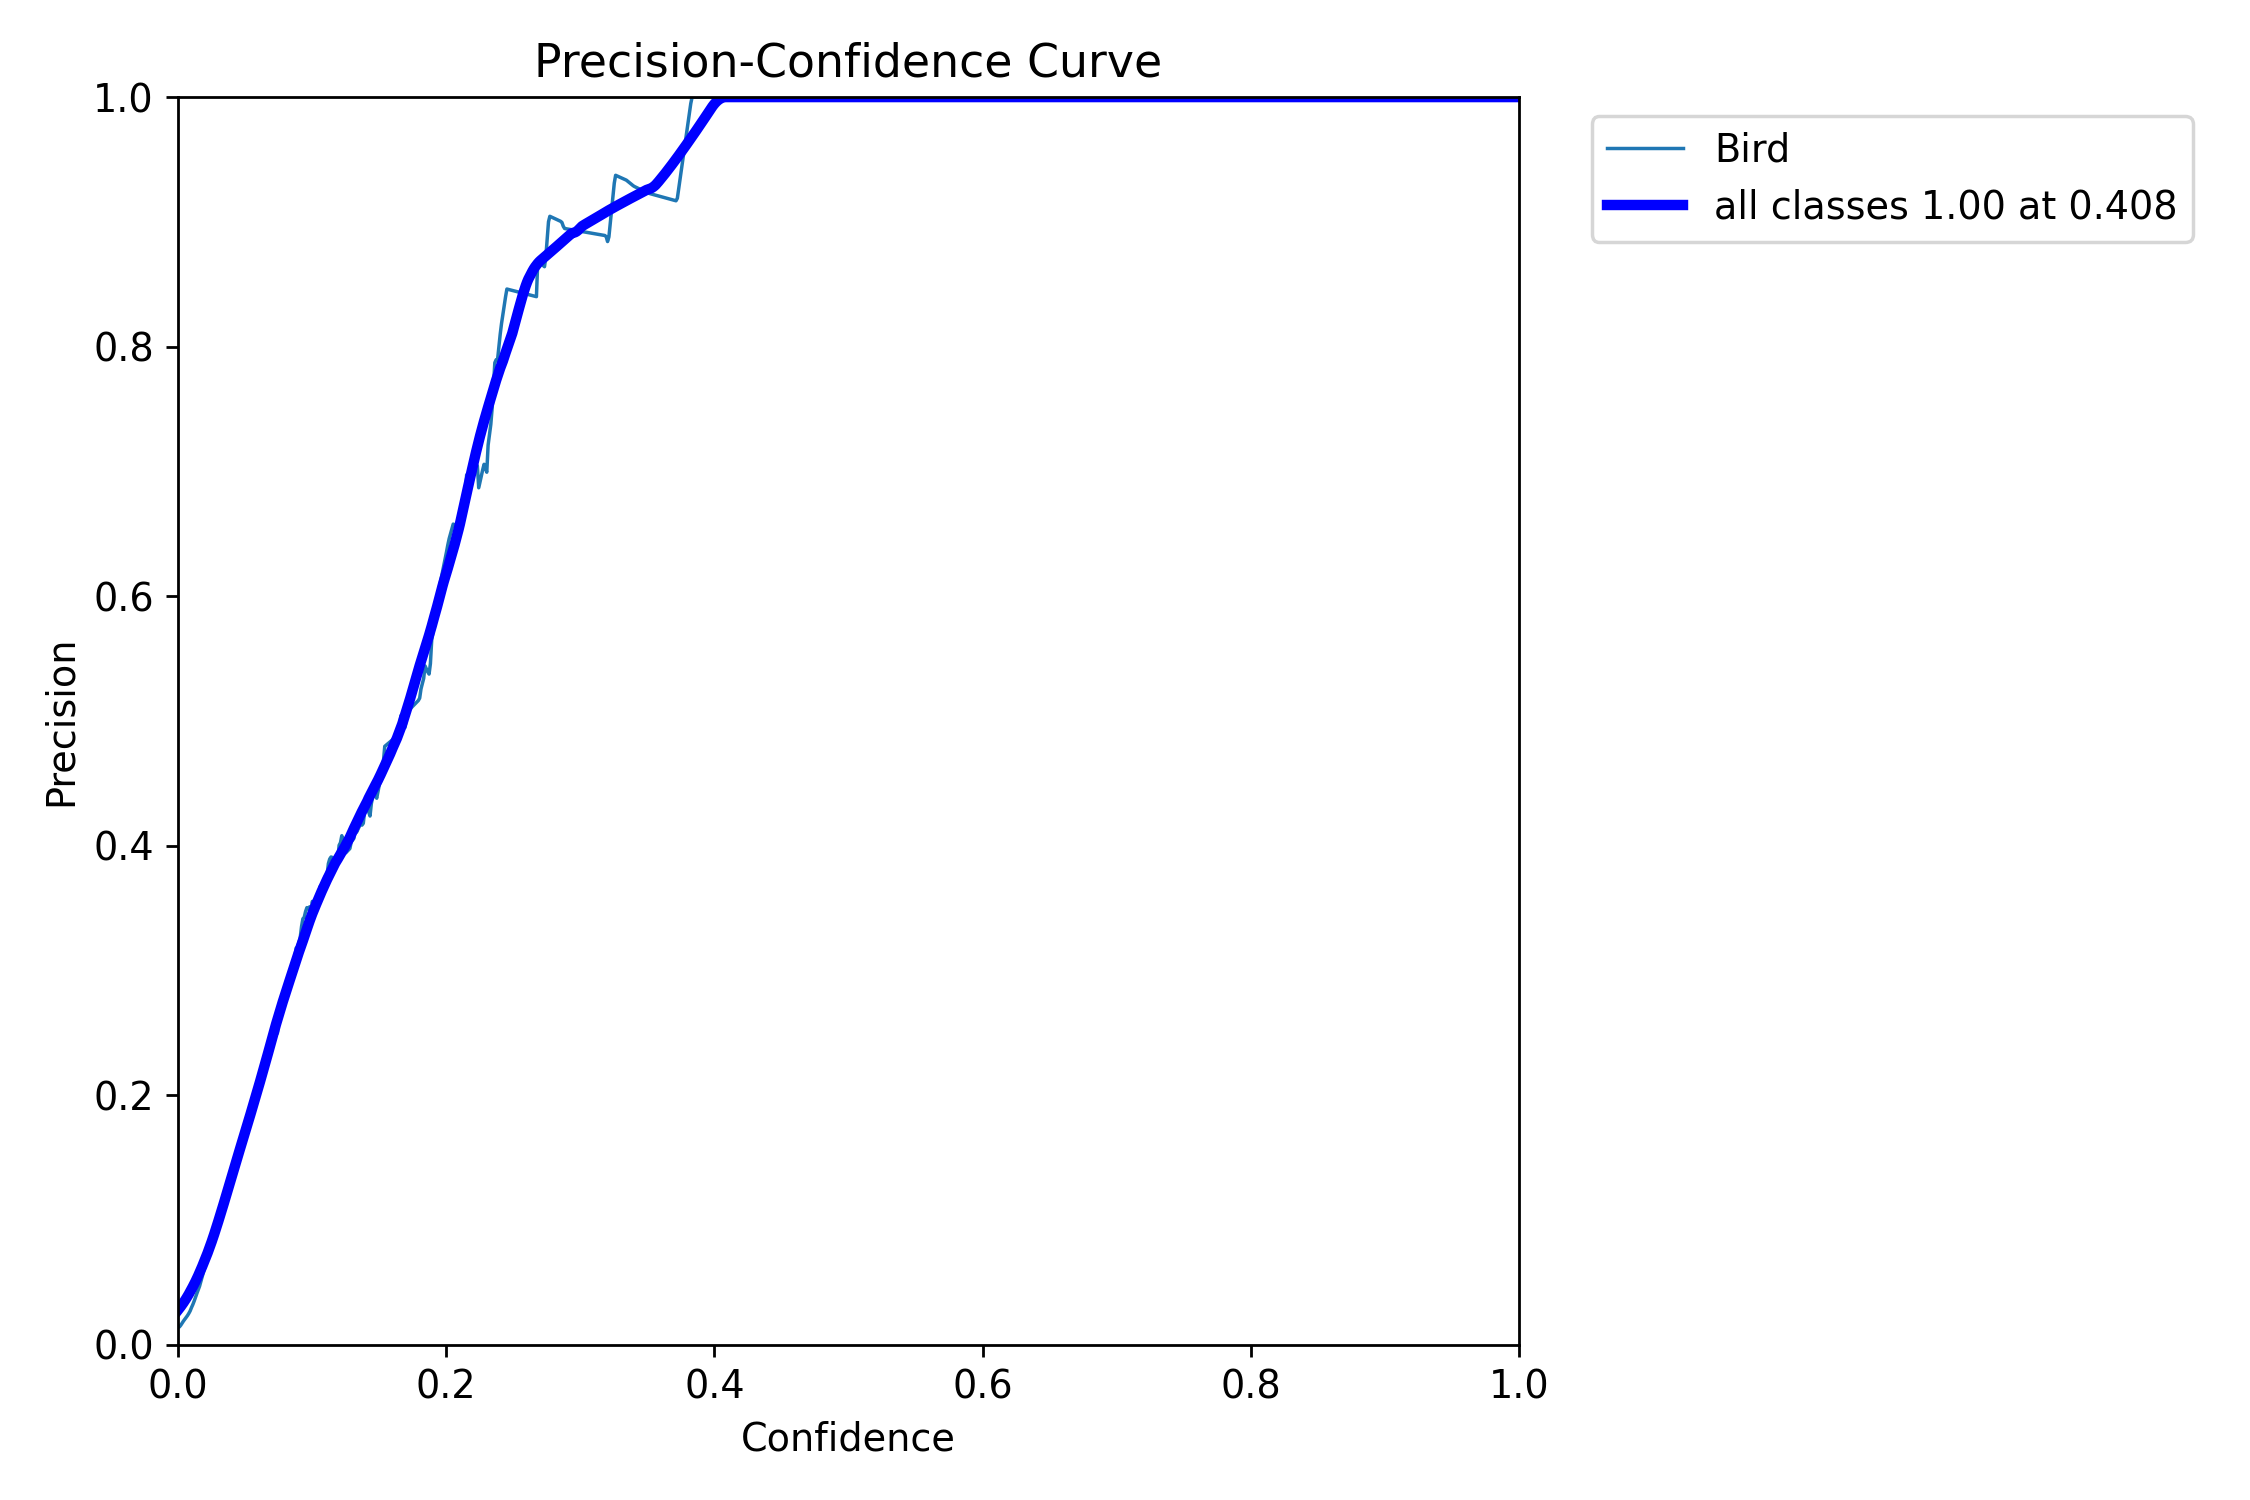 Precision-Confidence Curve
1.0
0.8
0.6
0.4
0.2
0.0
Precision
0.0 0.2 0.4 0.6 0.8 1.0
Confidence
Bird
all classes 1.00 at 0.408